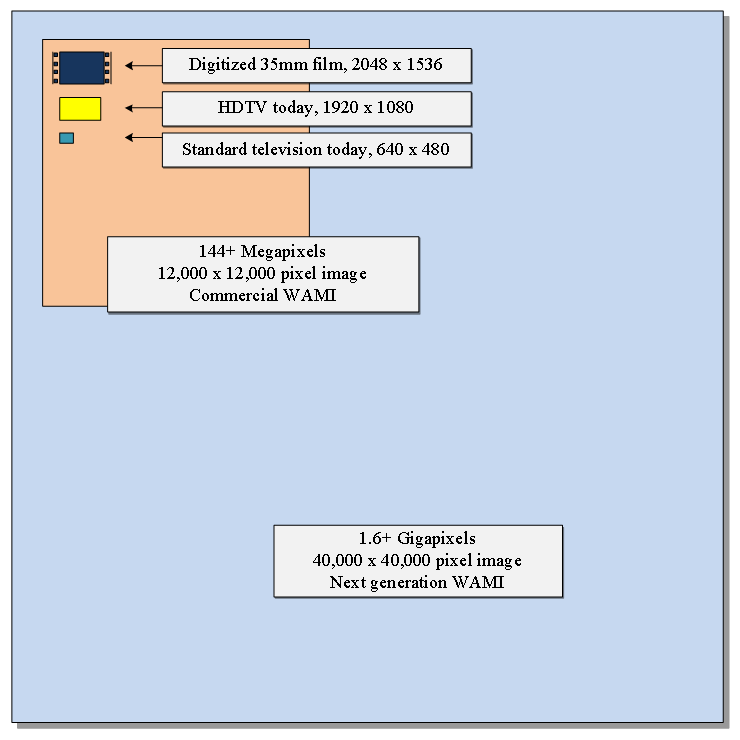 Digitized 35mm film, 2048 x 1536
HDTV today, 1920 x 1080
Standard television today, 640 x 480
144+ Megapixels
12,000 x 12,000 pixel image
Commercial WAMI
1.6+ Gigapixels
40,000 x 40,000 pixel image
Next generation WAMI